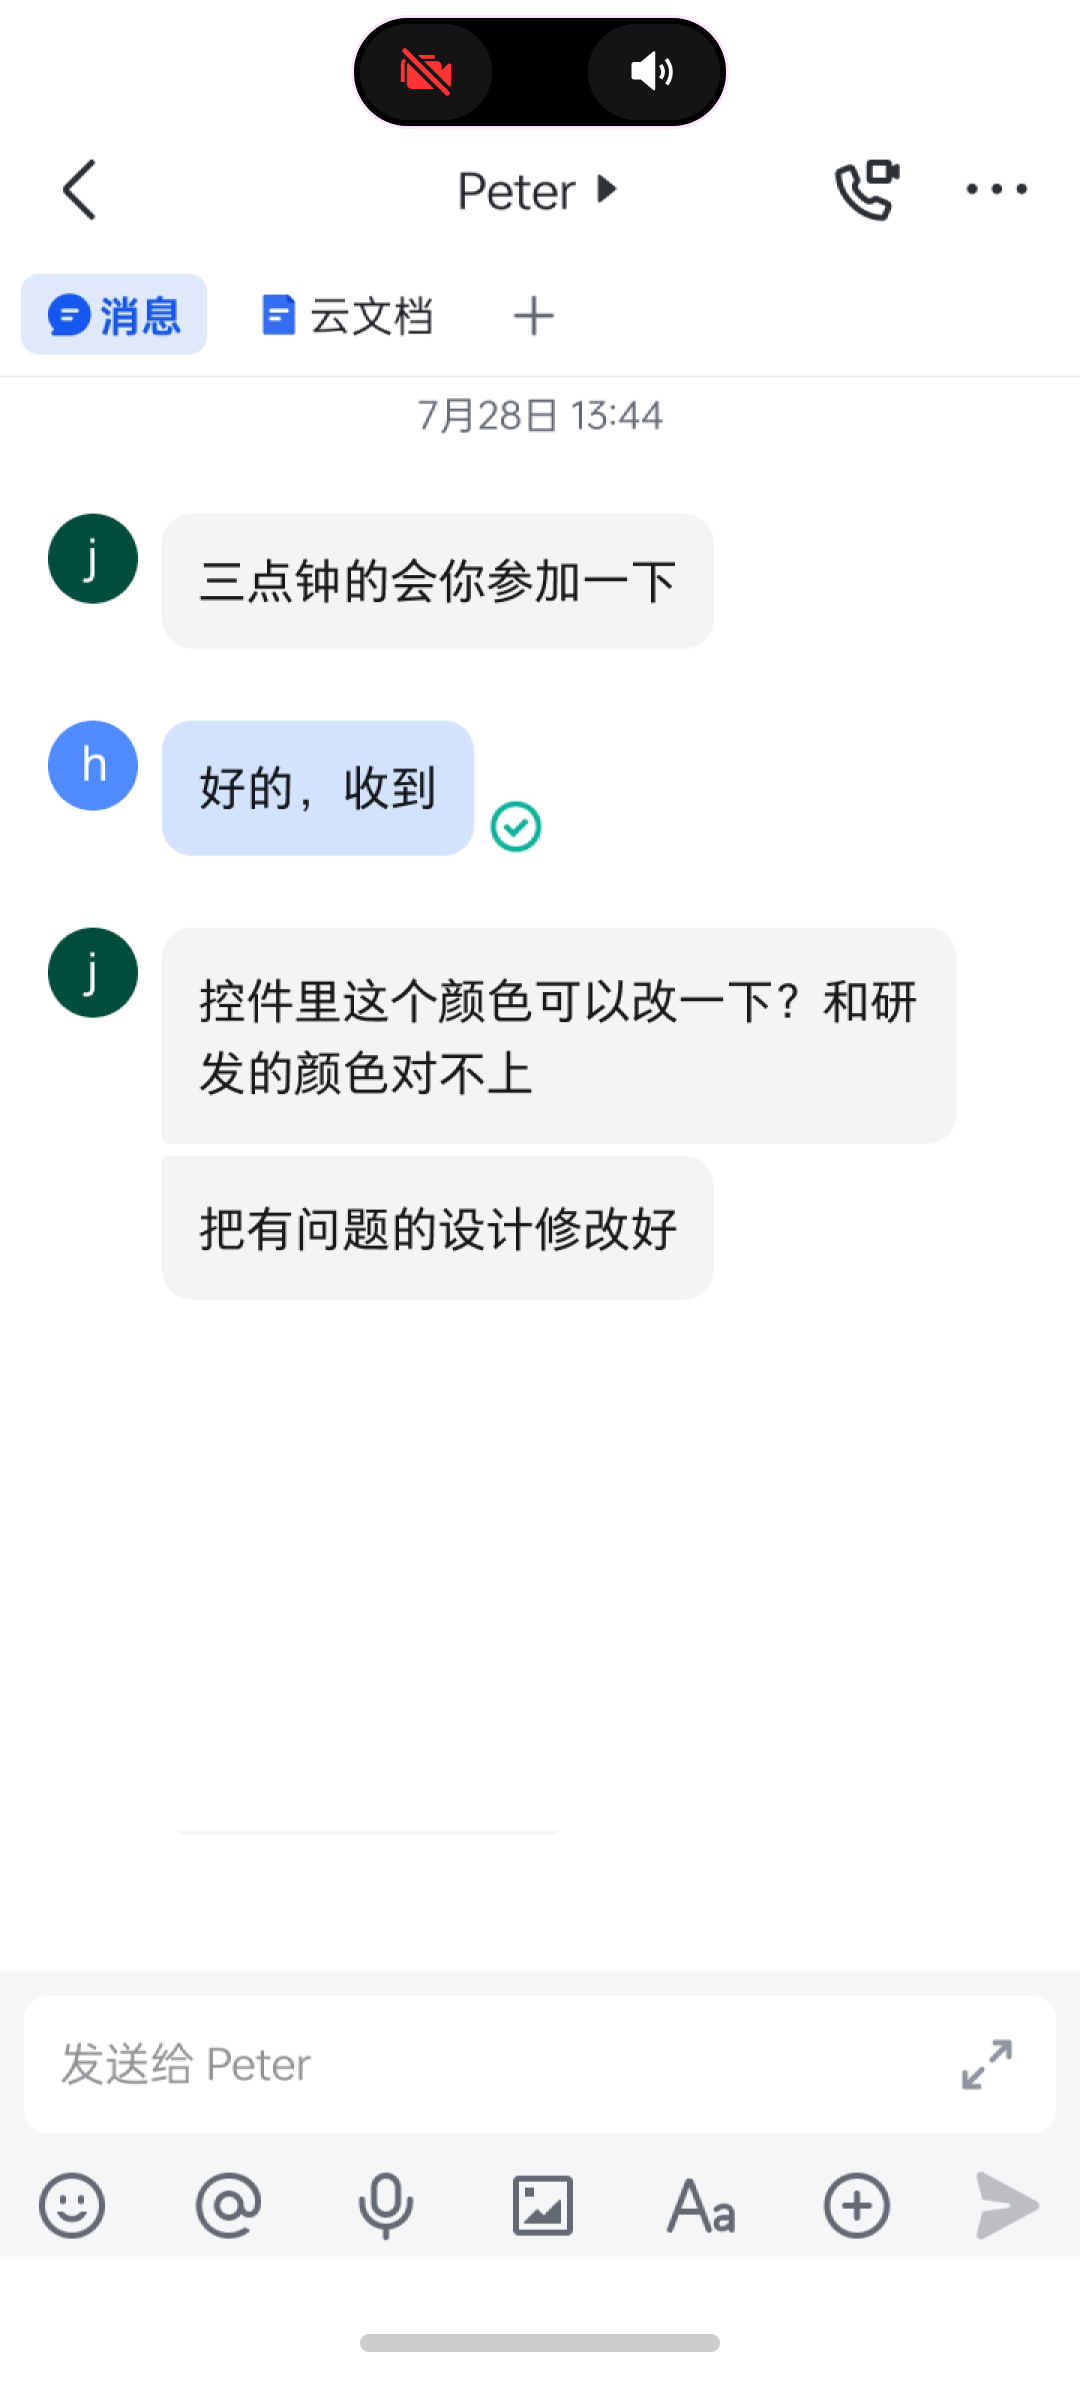 Peter
消息
云文档
7月28日 13:44
j
三点钟的会你参加一下
h
好的，收到
j
控件里这个颜色可以改一下？和研
发的颜色对不上
把有问题的设计修改好
发送给 Peter
Aa